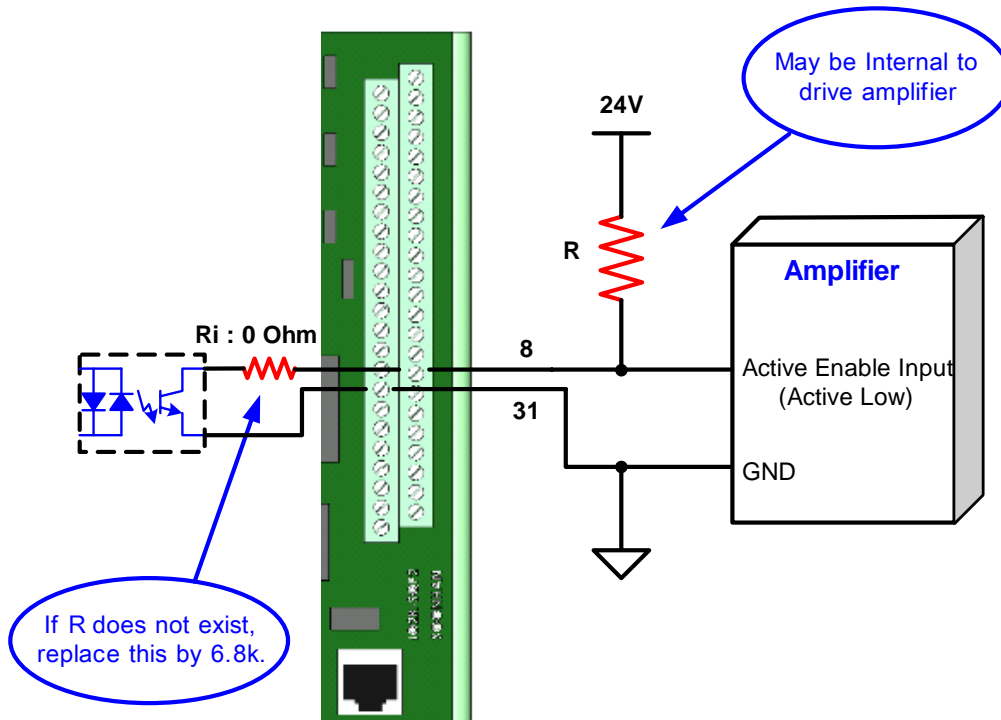 May be Internal to
drive amplifier
24V
R
Amplifier
Ri : 0 Ohm
8
Active Enable Input
(Active Low)
31
GND
If R does not exist,
replace this by 6.8k.